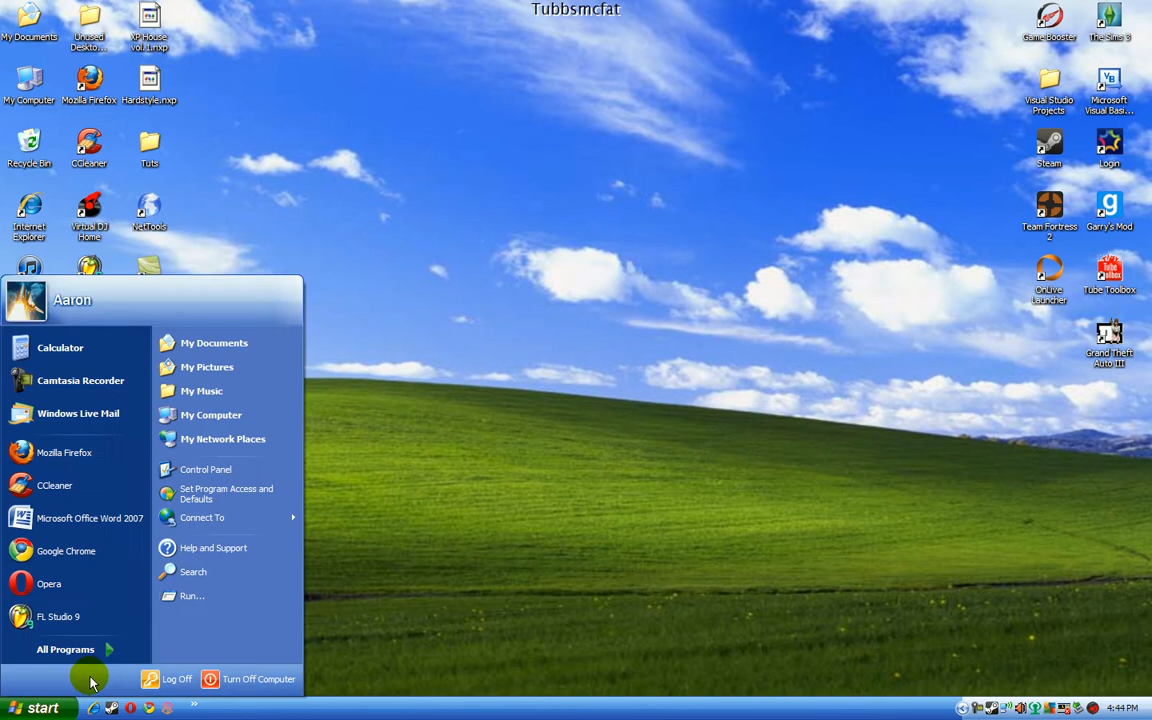 Tubbsmcfat
My Documents
Unused
Deskto...
XP House
vol. 1.nxp
My Computer
Mozilla Firefox
Hardstyle.nxp
Recycle Bin
CCleaner
Tuts
Internet
Explorer
Virtual DJ
Home
NetTools
Game Booster
The Sims 3
Visual Studio
Projects
Microsoft
Visual Basi...
Steam
Login
Team Fortress
2
Garry's Mod
OnLive
Launcher
Tube Toolbox
Grand Theft
Auto III
Aaron
Calculator
Camtasia Recorder
Windows Live Mail
Mozilla Firefox
CCleaner
Microsoft Office Word 2007
Google Chrome
Opera
FL Studio 9
All Programs
My Documents
My Pictures
My Music
My Computer
My Network Places
Control Panel
Set Program Access and
Defaults
Connect To
Help and Support
Search
Run...
Log Off
Turn Off Computer
start
4:44 PM